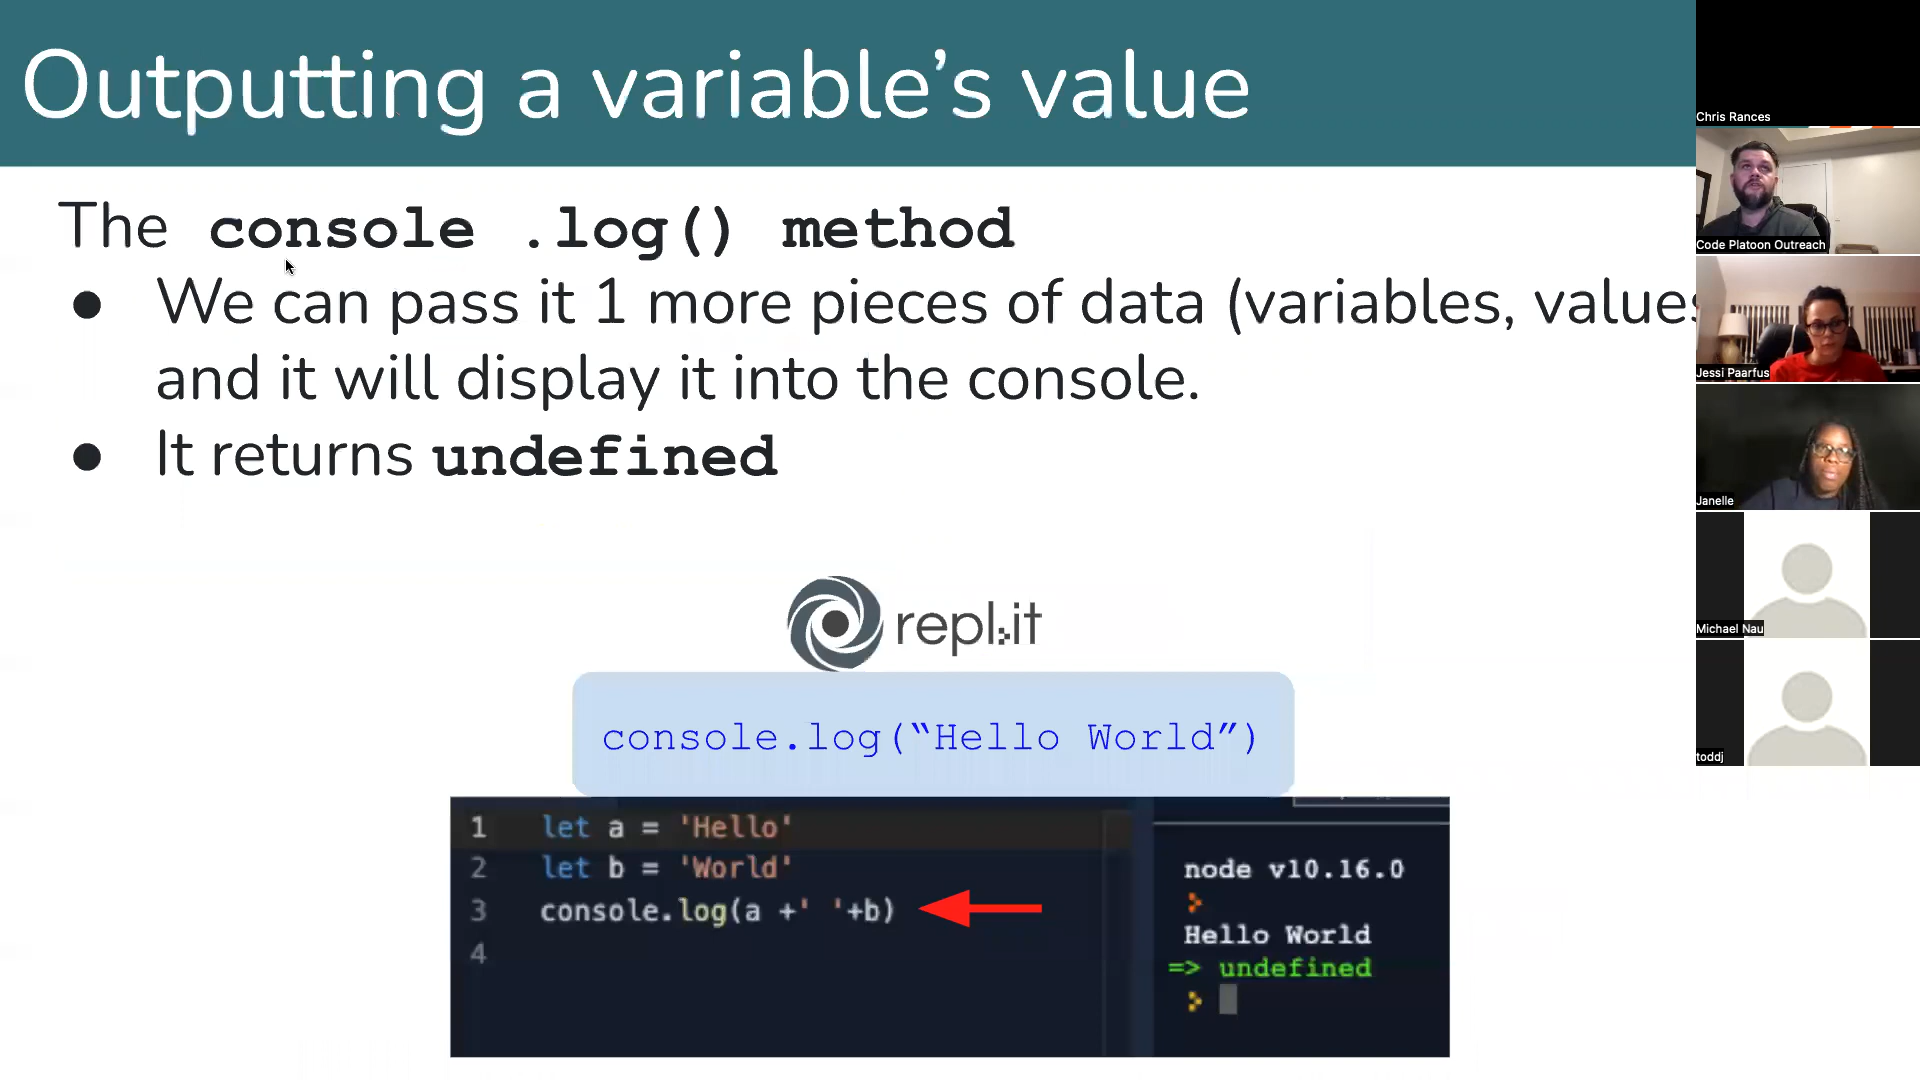 Outputting a variable’s value
The console .log() method
● We can pass it 1 more pieces of data (variables, values
and it will display it into the console.
● It returns undefined
repl.it
console.log(“Hello World”)
1 let a = 'Hello'
2 let b = 'World'
3 console.log(a +' '+b)
4
node v10.16.0
Hello World
=> undefined
Chris Rances
Code Platoon Outreach
Jessi Paarfus
Janelle
Michael Nau
toddj